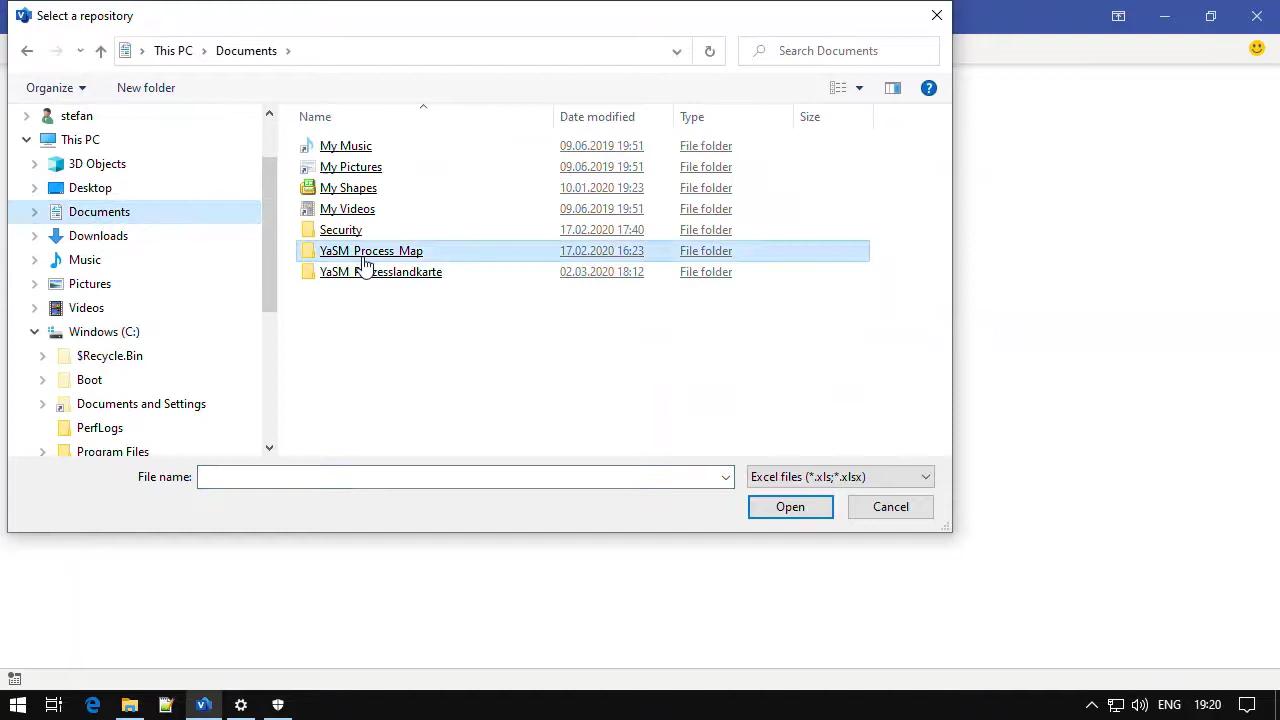 Select a repository
This PC
Documents
Search Documents
Organize
New folder
stefan
This PC
3D Objects
Desktop
Documents
Downloads
Music
Pictures
Videos
Windows (C:)
$Recycle.Bin
Boot
Documents and Settings
PerfLogs
Program Files
Name Date modified Type Size
My Music 09.06.2019 19:51 File folder
My Pictures 09.06.2019 19:51 File folder
My Shapes 10.01.2020 19:23 File folder
My Videos 09.06.2019 19:51 File folder
Security 17.02.2020 17:40 File folder
YaSM_Process_Map 17.02.2020 16:23 File folder
02.03.2020 18:12 File folder
File name: Excel files (*.xls;*.xlsx)
Open Cancel
ENG 19:20